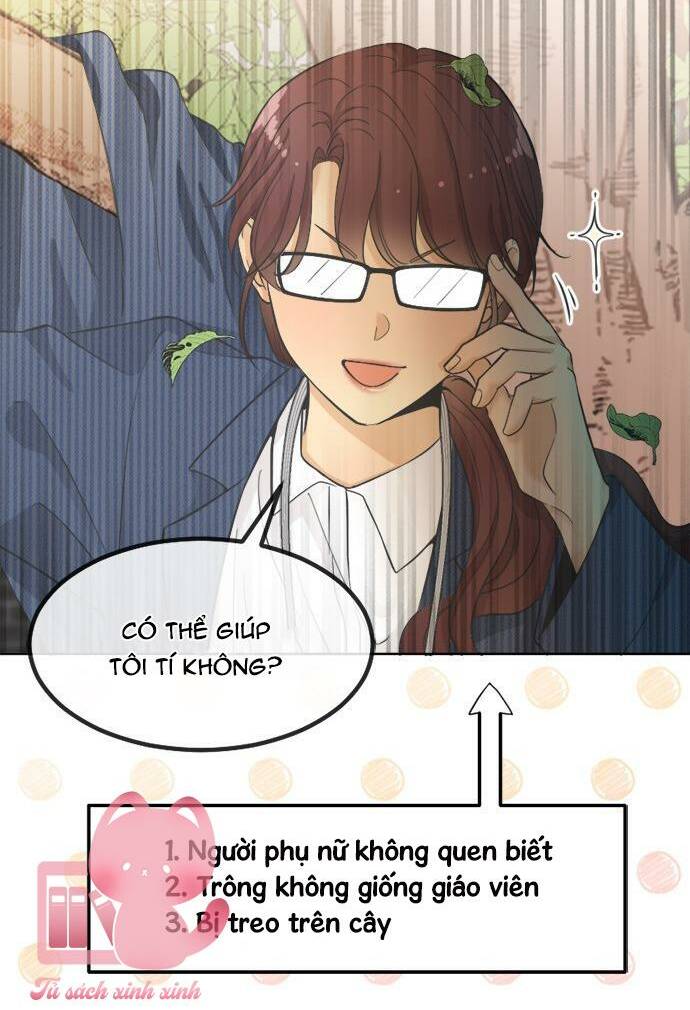 CÓ THỂ GIÚP
TÔI TÍ KHÔNG?
1. Người phụ nữ không quen biết
2. Trông không giống giáo viên
3. Bị treo trên cây
Tủ sách xinh xinh